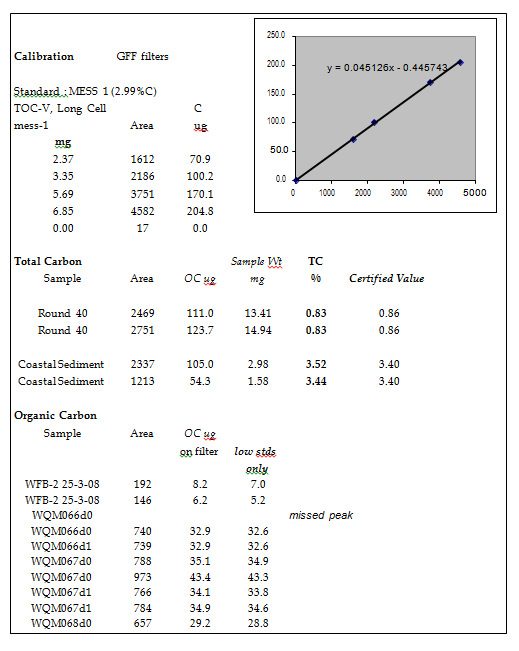 Calibration GFF filters
Standard : MESS 1 (2.99%C)
TOC-V, Long Cell C
mess-1 Area ug
mg
2.37 1612 70.9
3.35 2186 100.2
5.69 3751 170.1
6.85 4582 204.8
0.00 17 0.0
250.0
200.0
150.0
100.0
50.0
0.0
y = 0.045126x - 0.445743
0 1000 2000 3000 4000 5000
Total Carbon Sample Wt TC
Sample Area OC ug mg % Certified Value
Round 40 2469 111.0 13.41 0.83 0.86
Round 40 2751 123.7 14.94 0.83 0.86
Coastal Sediment 2337 105.0 2.98 3.52 3.40
Coastal Sediment 1213 54.3 1.58 3.44 3.40
Organic Carbon
Sample Area OC ug
on filter low stds
only
WFB-2 25-3-08 192 8.2 7.0
WFB-2 25-3-08 146 6.2 5.2
WQM066d0 missed peak
WQM066d0 740 32.9 32.6
WQM066d1 739 32.9 32.6
WQM067d0 788 35.1 34.9
WQM067d0 973 43.4 43.3
WQM067d1 766 34.1 33.8
WQM067d1 784 34.9 34.6
WQM068d0 657 29.2 28.8